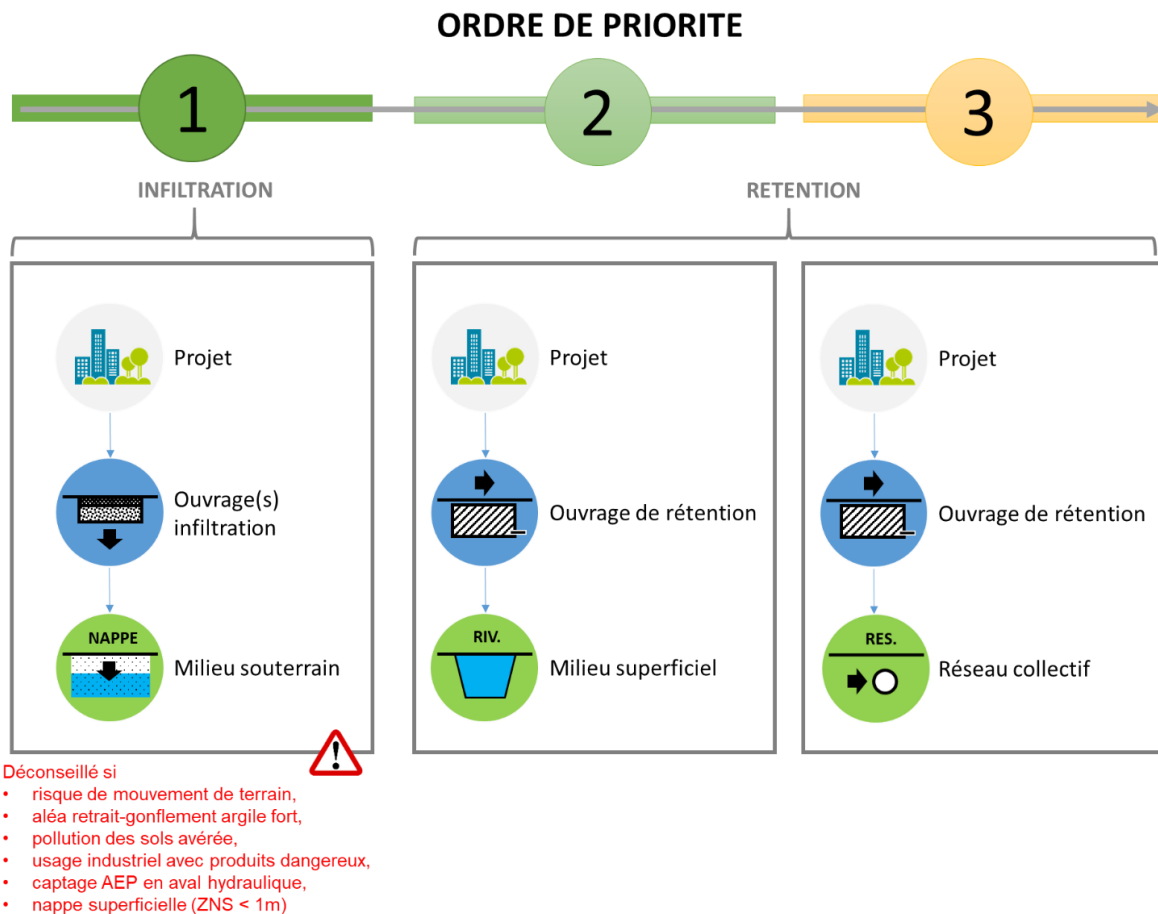 ORDRE DE PRIORITE
1
2
3
INFILTRATION
RETENTION
Projet
Ouvrage(s)
infiltration
NAPPE
Milieu souterrain
Projet
Ouvrage de rétention
RIV.
Milieu superficiel
Projet
Ouvrage de rétention
RES.
Réseau collectif
!
Déconseillé si
• risque de mouvement de terrain,
• aléa retrait-gonflement argile fort,
• pollution des sols avérée,
• usage industriel avec produits dangereux,
• captage AEP en aval hydraulique,
• nappe superficielle (ZNS < 1m)